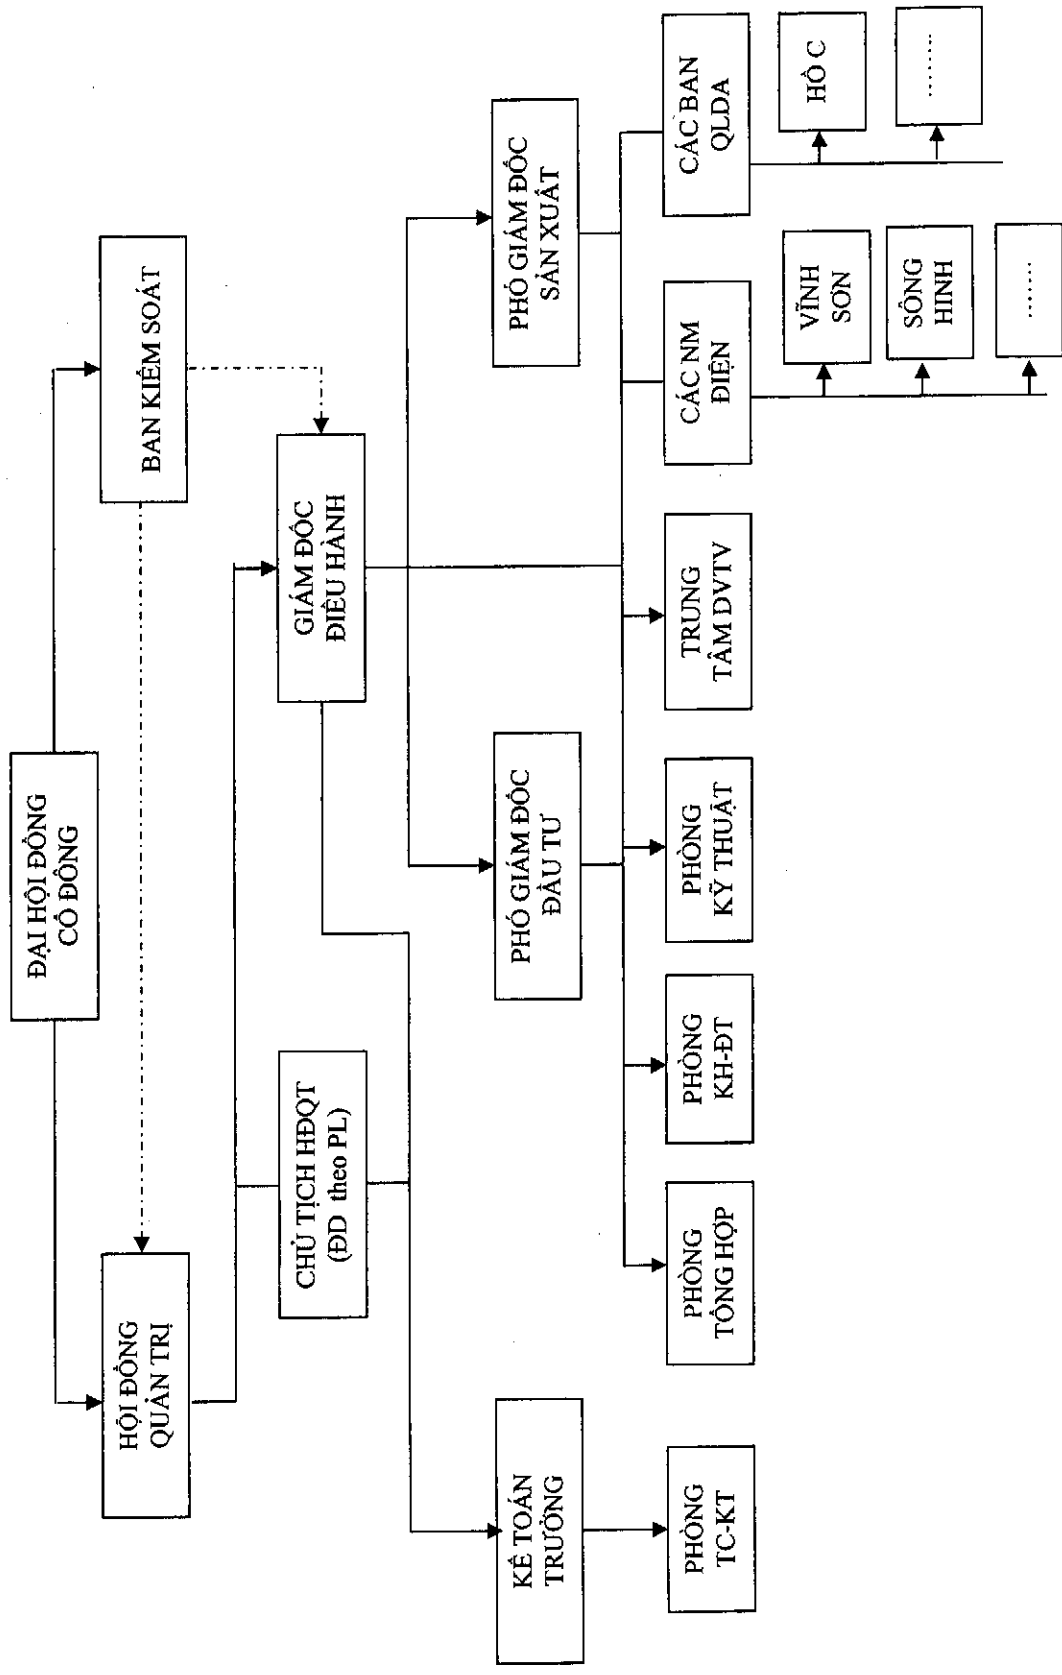 ĐẠI HỘI ĐỒNG
CỔ ĐÔNG
HỘI ĐỒNG
QUẢN TRỊ
BAN KIỂM SOÁT
CHỦ TỊCH HĐQT
(ĐD theo PL)
GIÁM ĐỐC
ĐIỀU HÀNH
KẾ TOÁN
TRƯỞNG
PHÓ GIÁM ĐỐC
ĐẦU TƯ
PHÓ GIÁM ĐỐC
SẢN XUẤT
PHÒNG
TC-KT
PHÒNG
TỔNG HỢP
PHÒNG
KH-ĐT
PHÒNG
KỸ THUẬT
TRUNG
TÂM DVTV
CÁC NM
ĐIỆN
CÁC BAN
QLDA
VĨNH
SƠN
HỒ C
SÔNG
HINH
.......
......